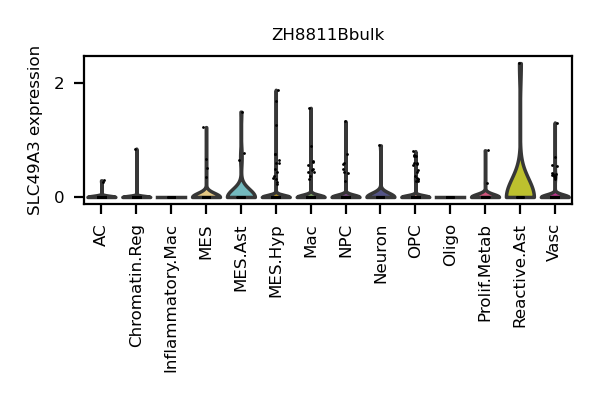 ZH8811Bbulk
SLC49A3 expression
2
0
AC
Chromatin.Reg
Inflammatory.Mac
MES
MES.Ast
MES.Hyp
Mac
NPC
Neuron
OPC
Oligo
Prolif.Metab
Reactive.Ast
Vasc